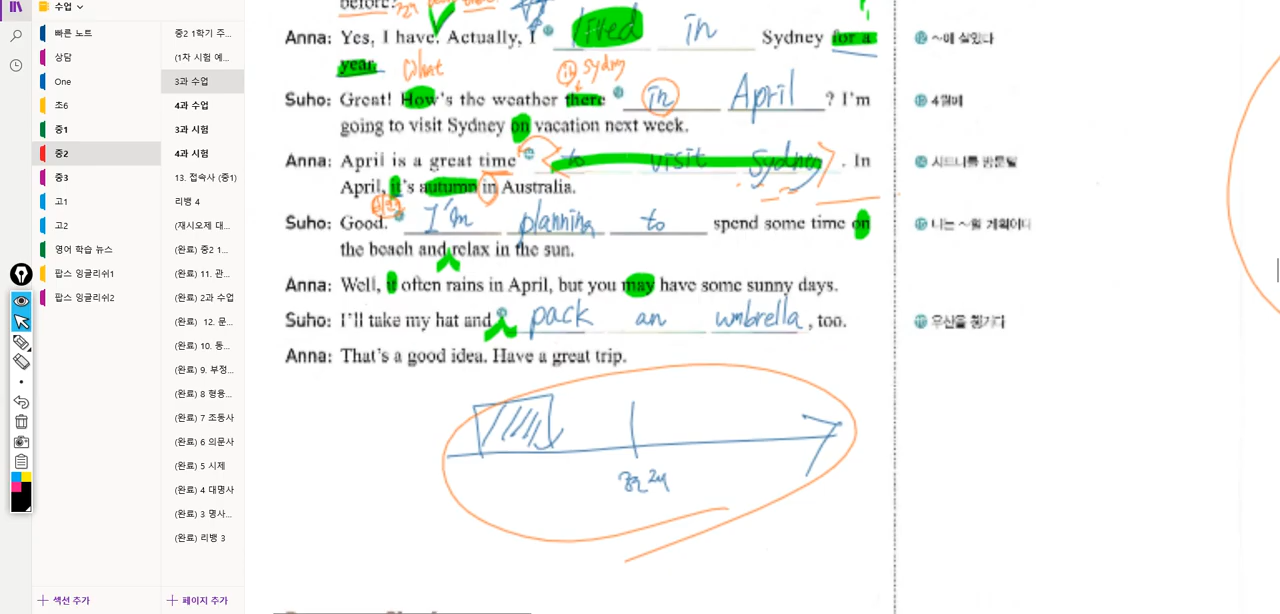 수업
빠른 노트
상담
One
초6
중1
중2
중3
고1
고2
영어 학습 뉴스
팝스 잉글리쉬1
팝스 잉글리쉬2
섹션 추가
중2 1학기 주...
(1차 시험 예...
3과 수업
4과 수업
3과 시험
4과 시험
13. 접속사 (중1)
리뱅 4
(재시오제 대...
(완료) 중2 1...
(완료) 11. 관...
(완료) 2과 수업
(완료) 12. 문...
(완료) 10. 동...
(완료) 9. 부정...
(완료) 8 형용...
(완료) 7 조동사
(완료) 6 의문사
(완료) 5 시제
(완료) 4 대명사
(완료) 3 명사...
(완료) 리뱅 3
페이지 추가
before?
Anna: Yes, I have. Actually, I lived in Sydney for a
year.
What
in Sydney
Suho: Great! How's the weather there in April? I'm
going to visit Sydney on vacation next week.
Anna: April is a great time to visit Sydney. In
April, it's autumn in Australia.
Suho: Good. I'm planning to spend some time on
the beach and relax in the sun.
Anna: Well, it often rains in April, but you may have some sunny days.
Suho: I'll take my hat and pack an umbrella, too.
Anna: That's a good idea. Have a great trip.
~에 살았다
4월에
시드니를 방문할
나는 ~할 계획이다
우산을 챙기다